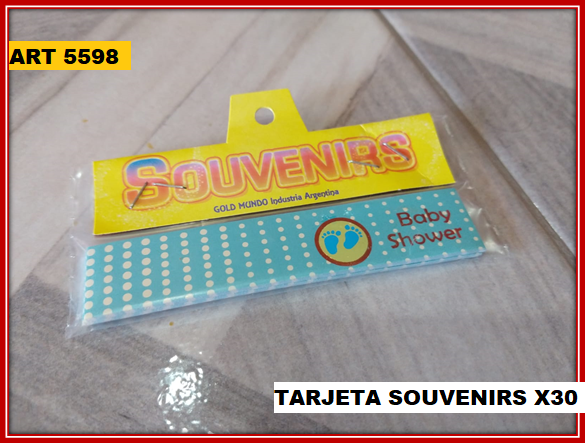 ART 5598
SOUVENIRS
GOLD MUNDO Industria Argentina
Baby
Shower
TARJETA SOUVENIRS X30